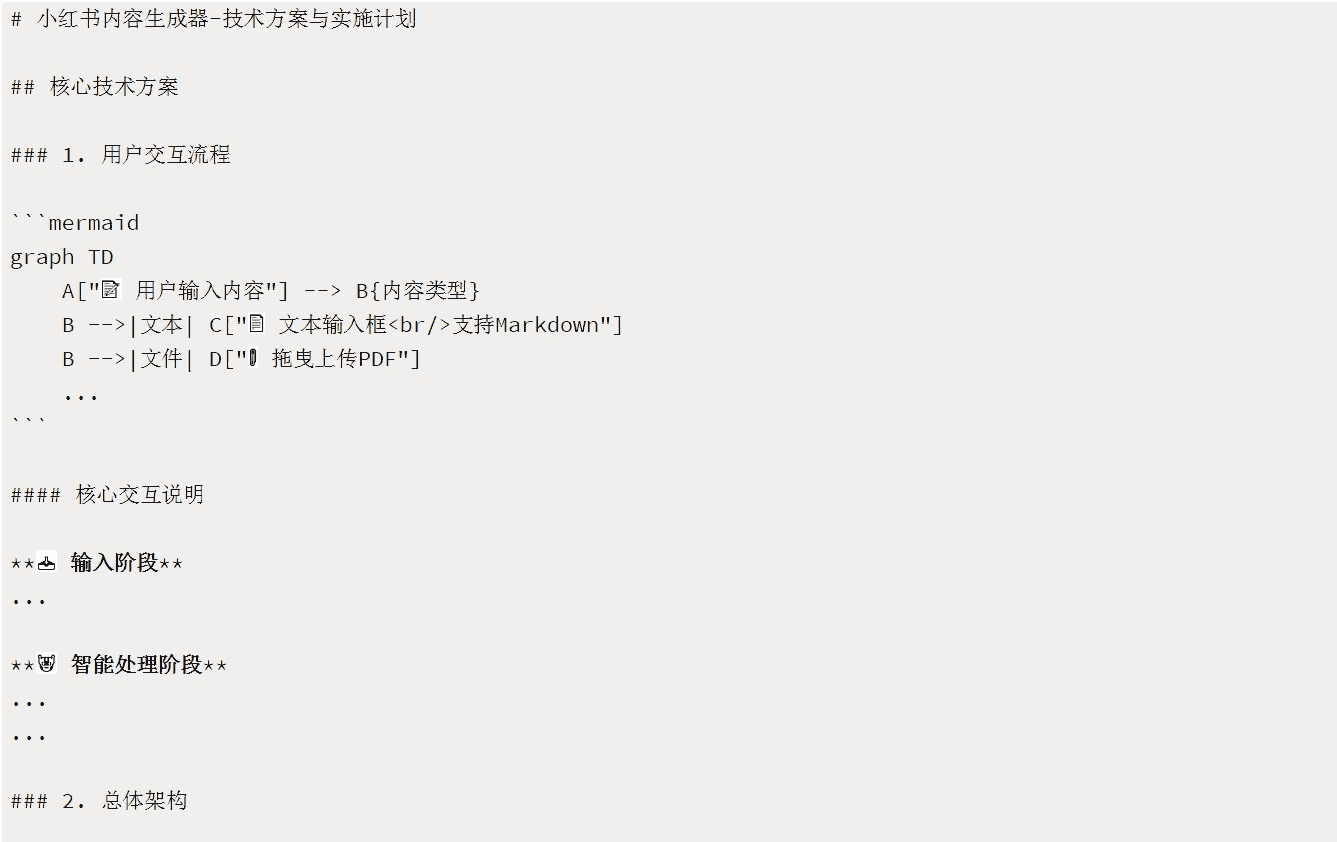 # 小红书内容生成器-技术方案与实施计划
## 核心技术方案
### 1. 用户交互流程
```mermaid
graph TD
A["📝 用户输入内容"] --> B{内容类型}
B -->|文本| C["📄 文本输入框<br/>支持Markdown"]
B -->|文件| D["📎 拖曳上传PDF"]
...
```
#### 核心交互说明
**📥 输入阶段**
...
**🤖 智能处理阶段**
...
...
### 2. 总体架构